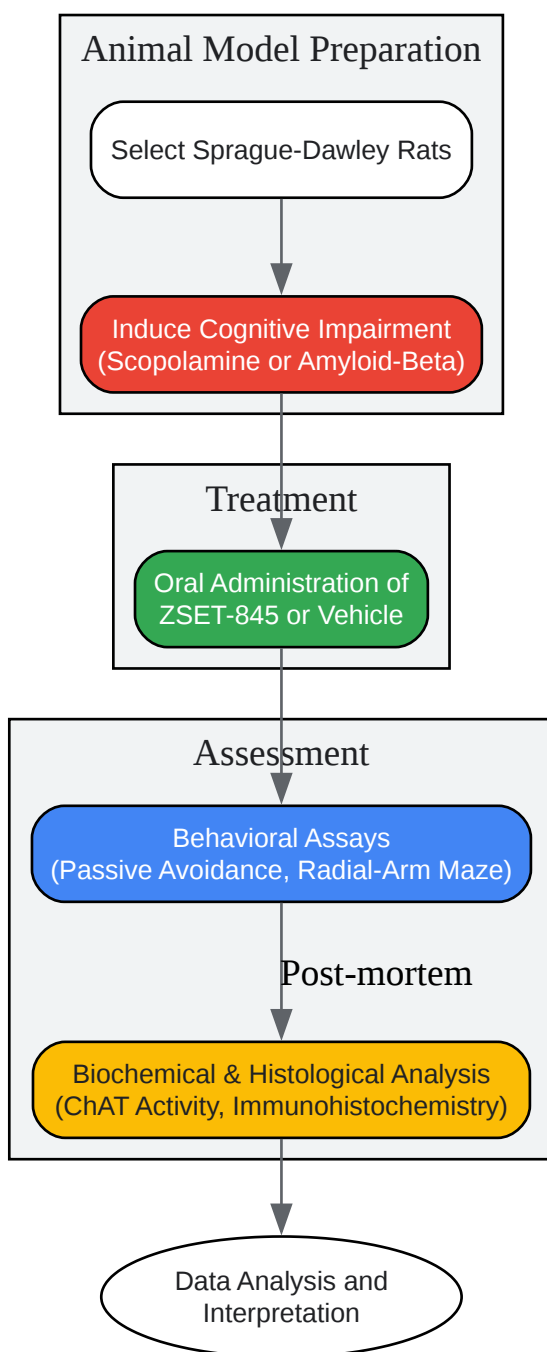 Animal Model Preparation
Select Sprague-Dawley Rats
Induce Cognitive Impairment
(Scopolamine or Amyloid-Beta)
Treatment
Oral Administration of
ZSET-845 or Vehicle
Assessment
Behavioral Assays
(Passive Avoidance, Radial-Arm Maze)
Post-mortem
Biochemical & Histological Analysis
(ChAT Activity, Immunohistochemistry)
Data Analysis and
Interpretation